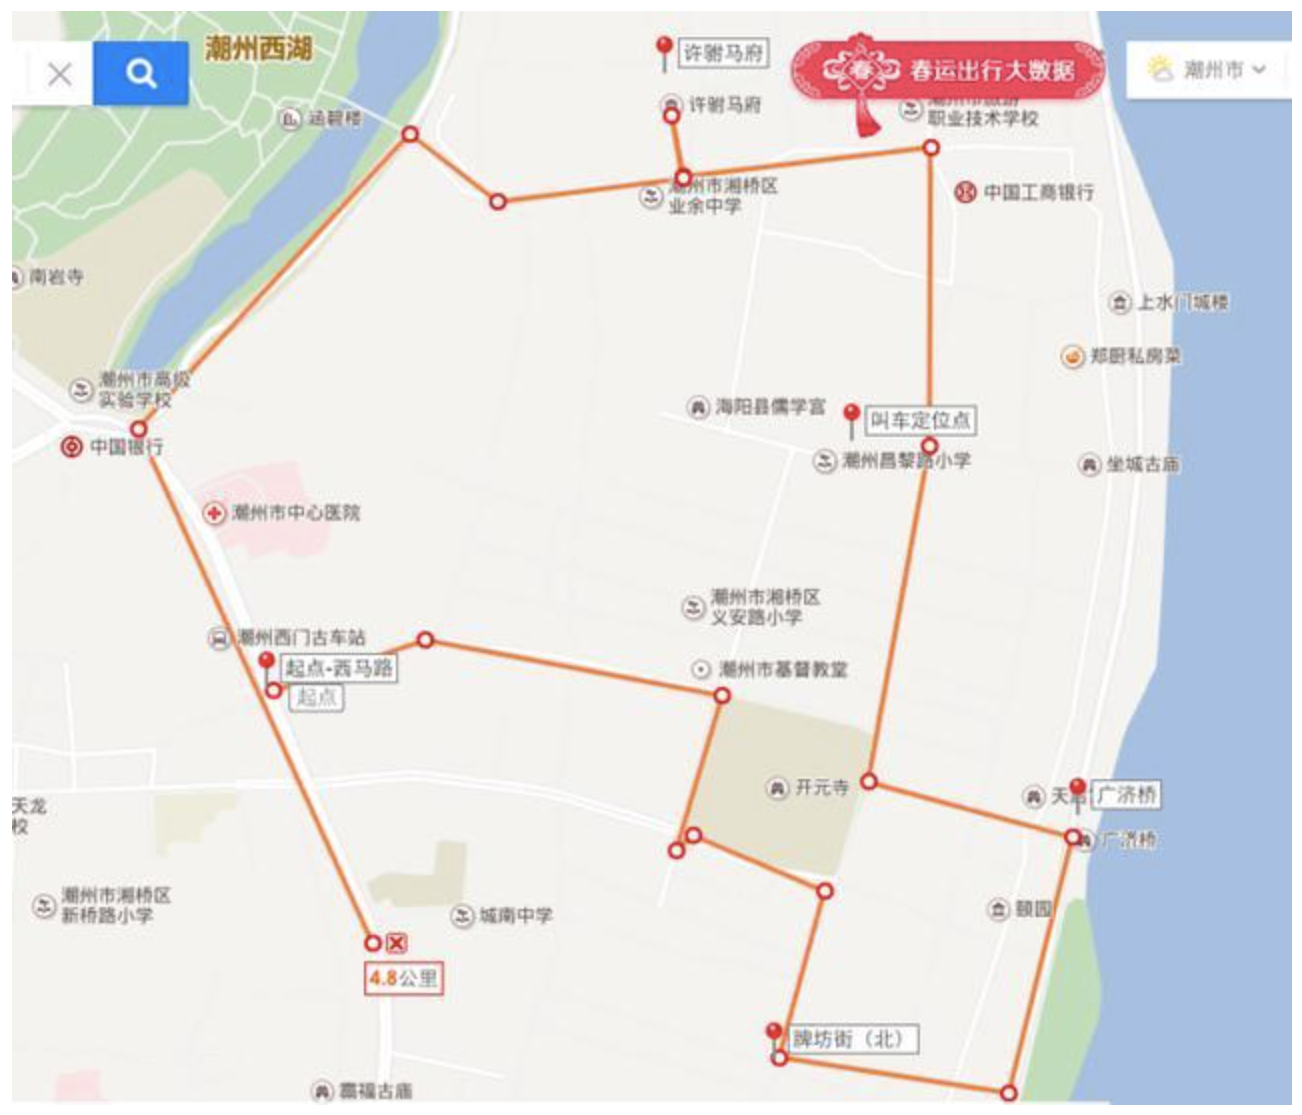 潮州西湖
许驸马府
春
春运出行大数据
潮州市
许驸马府
职业技术学校
涵碧楼
潮州市湘桥区
业余中学
中国工商银行
南岩寺
上水门城楼
郑厨私房菜
潮州市高级
实验学校
中国银行
海阳县儒学宫
叫车定位点
潮州昌黎路小学
坐城古庙
潮州市中心医院
潮州市湘桥区
义安路小学
潮州西门古车站
起点-西马路
起点
潮州市基督教堂
开元寺
广济桥
天龙
校
广济桥
潮州市湘桥区
新桥路小学
城南中学
颐园
4.8公里
牌坊街（北）
霭福古庙